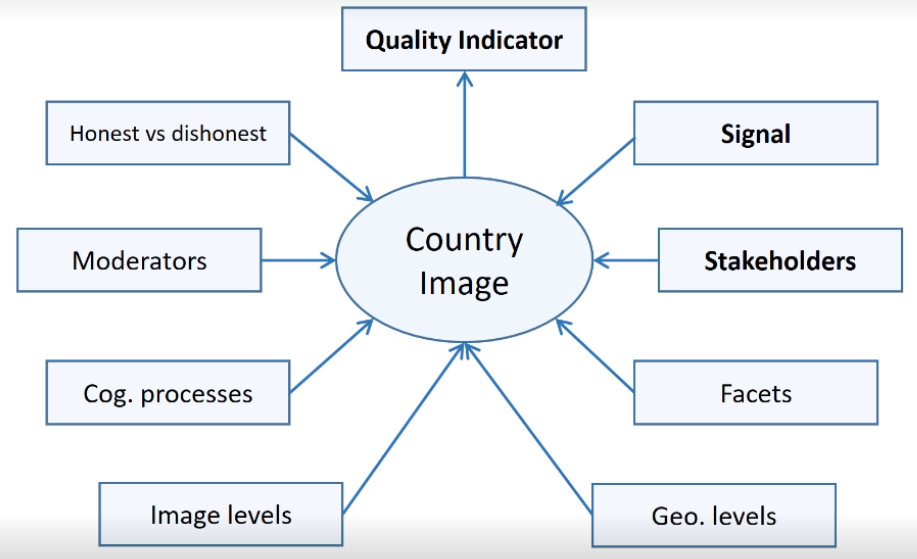 Quality Indicator
Honest vs dishonest
Signal
Country
Image
Moderators
Stakeholders
Cog. processes
Facets
Image levels
Geo. levels